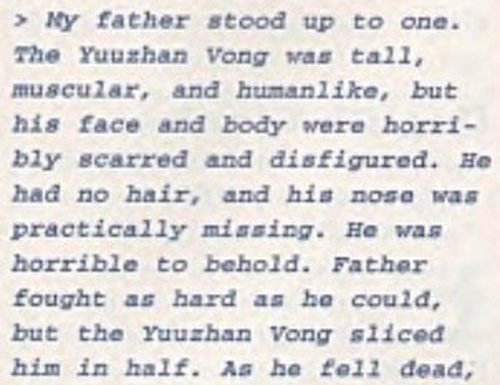 > My father stood up to one.
The Yuuzhan Vong was tall,
muscular, and humanlike, but
his face and body were horri-
bly scarred and disfigured. He
had no hair, and his nose was
practically missing. He was
horrible to behold. Father
fought as hard as he could,
but the Yuuzhan Vong sliced
him in half. As he fell dead,